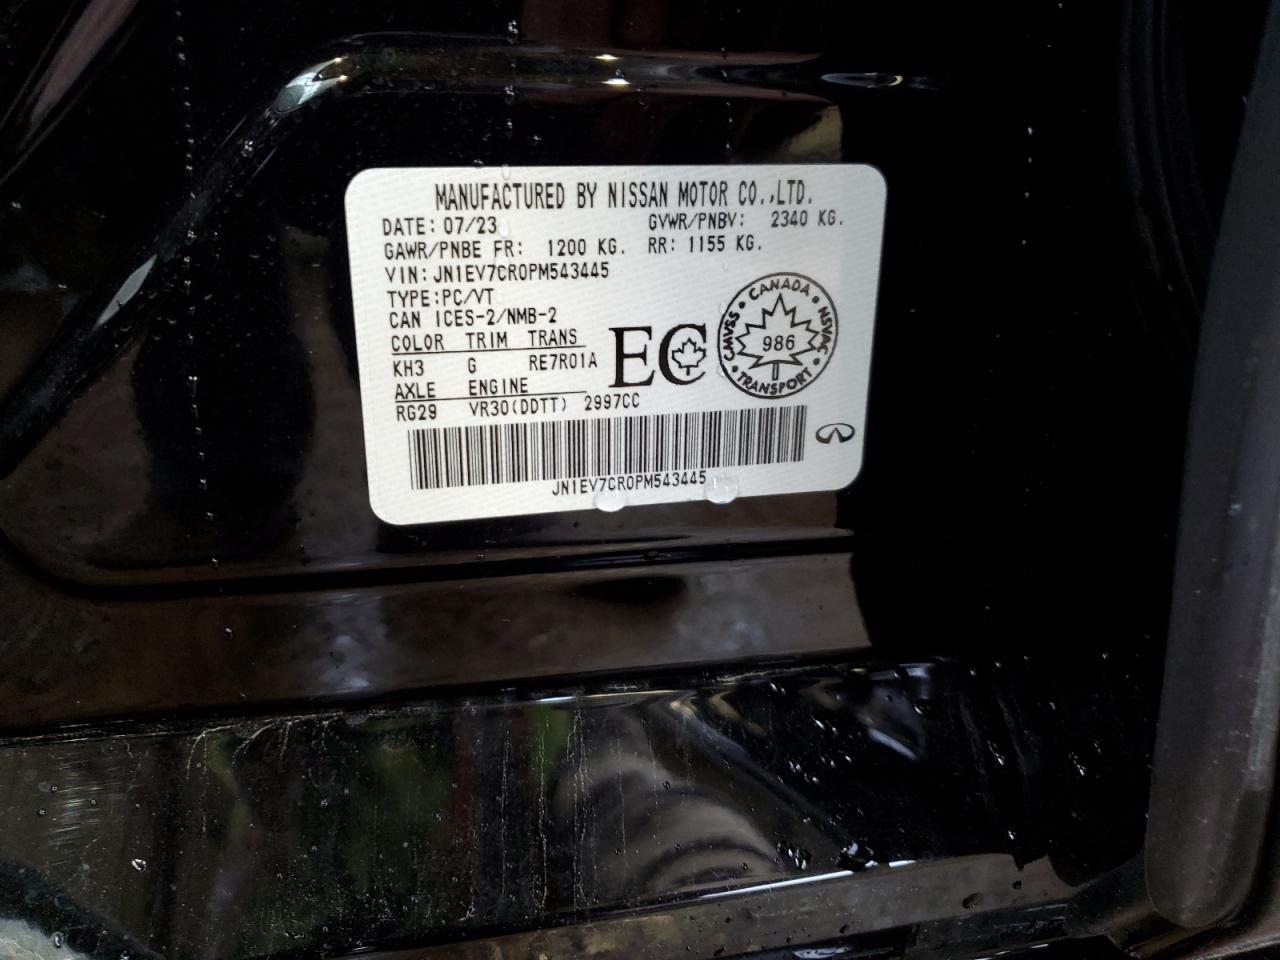 MANUFACTURED BY NISSAN MOTOR CO.,LTD.
DATE: 07/23 GVWR/PNBV: 2340 KG.
GAWR/PNBE FR: 1200 KG. RR: 1155 KG.
VIN: JN1EV7CR0PM543445
TYPE:PC/VT
CAN ICES-2/NMB-2
COLOR TRIM TRANS
KH3 G RE7R01A
AXLE ENGINE
RG29 VR30(DDTT) 2997CC
EC
CANADA
CMVSS 986 NSVAC
TRANSPORT
JN1EV7CR0PM543445